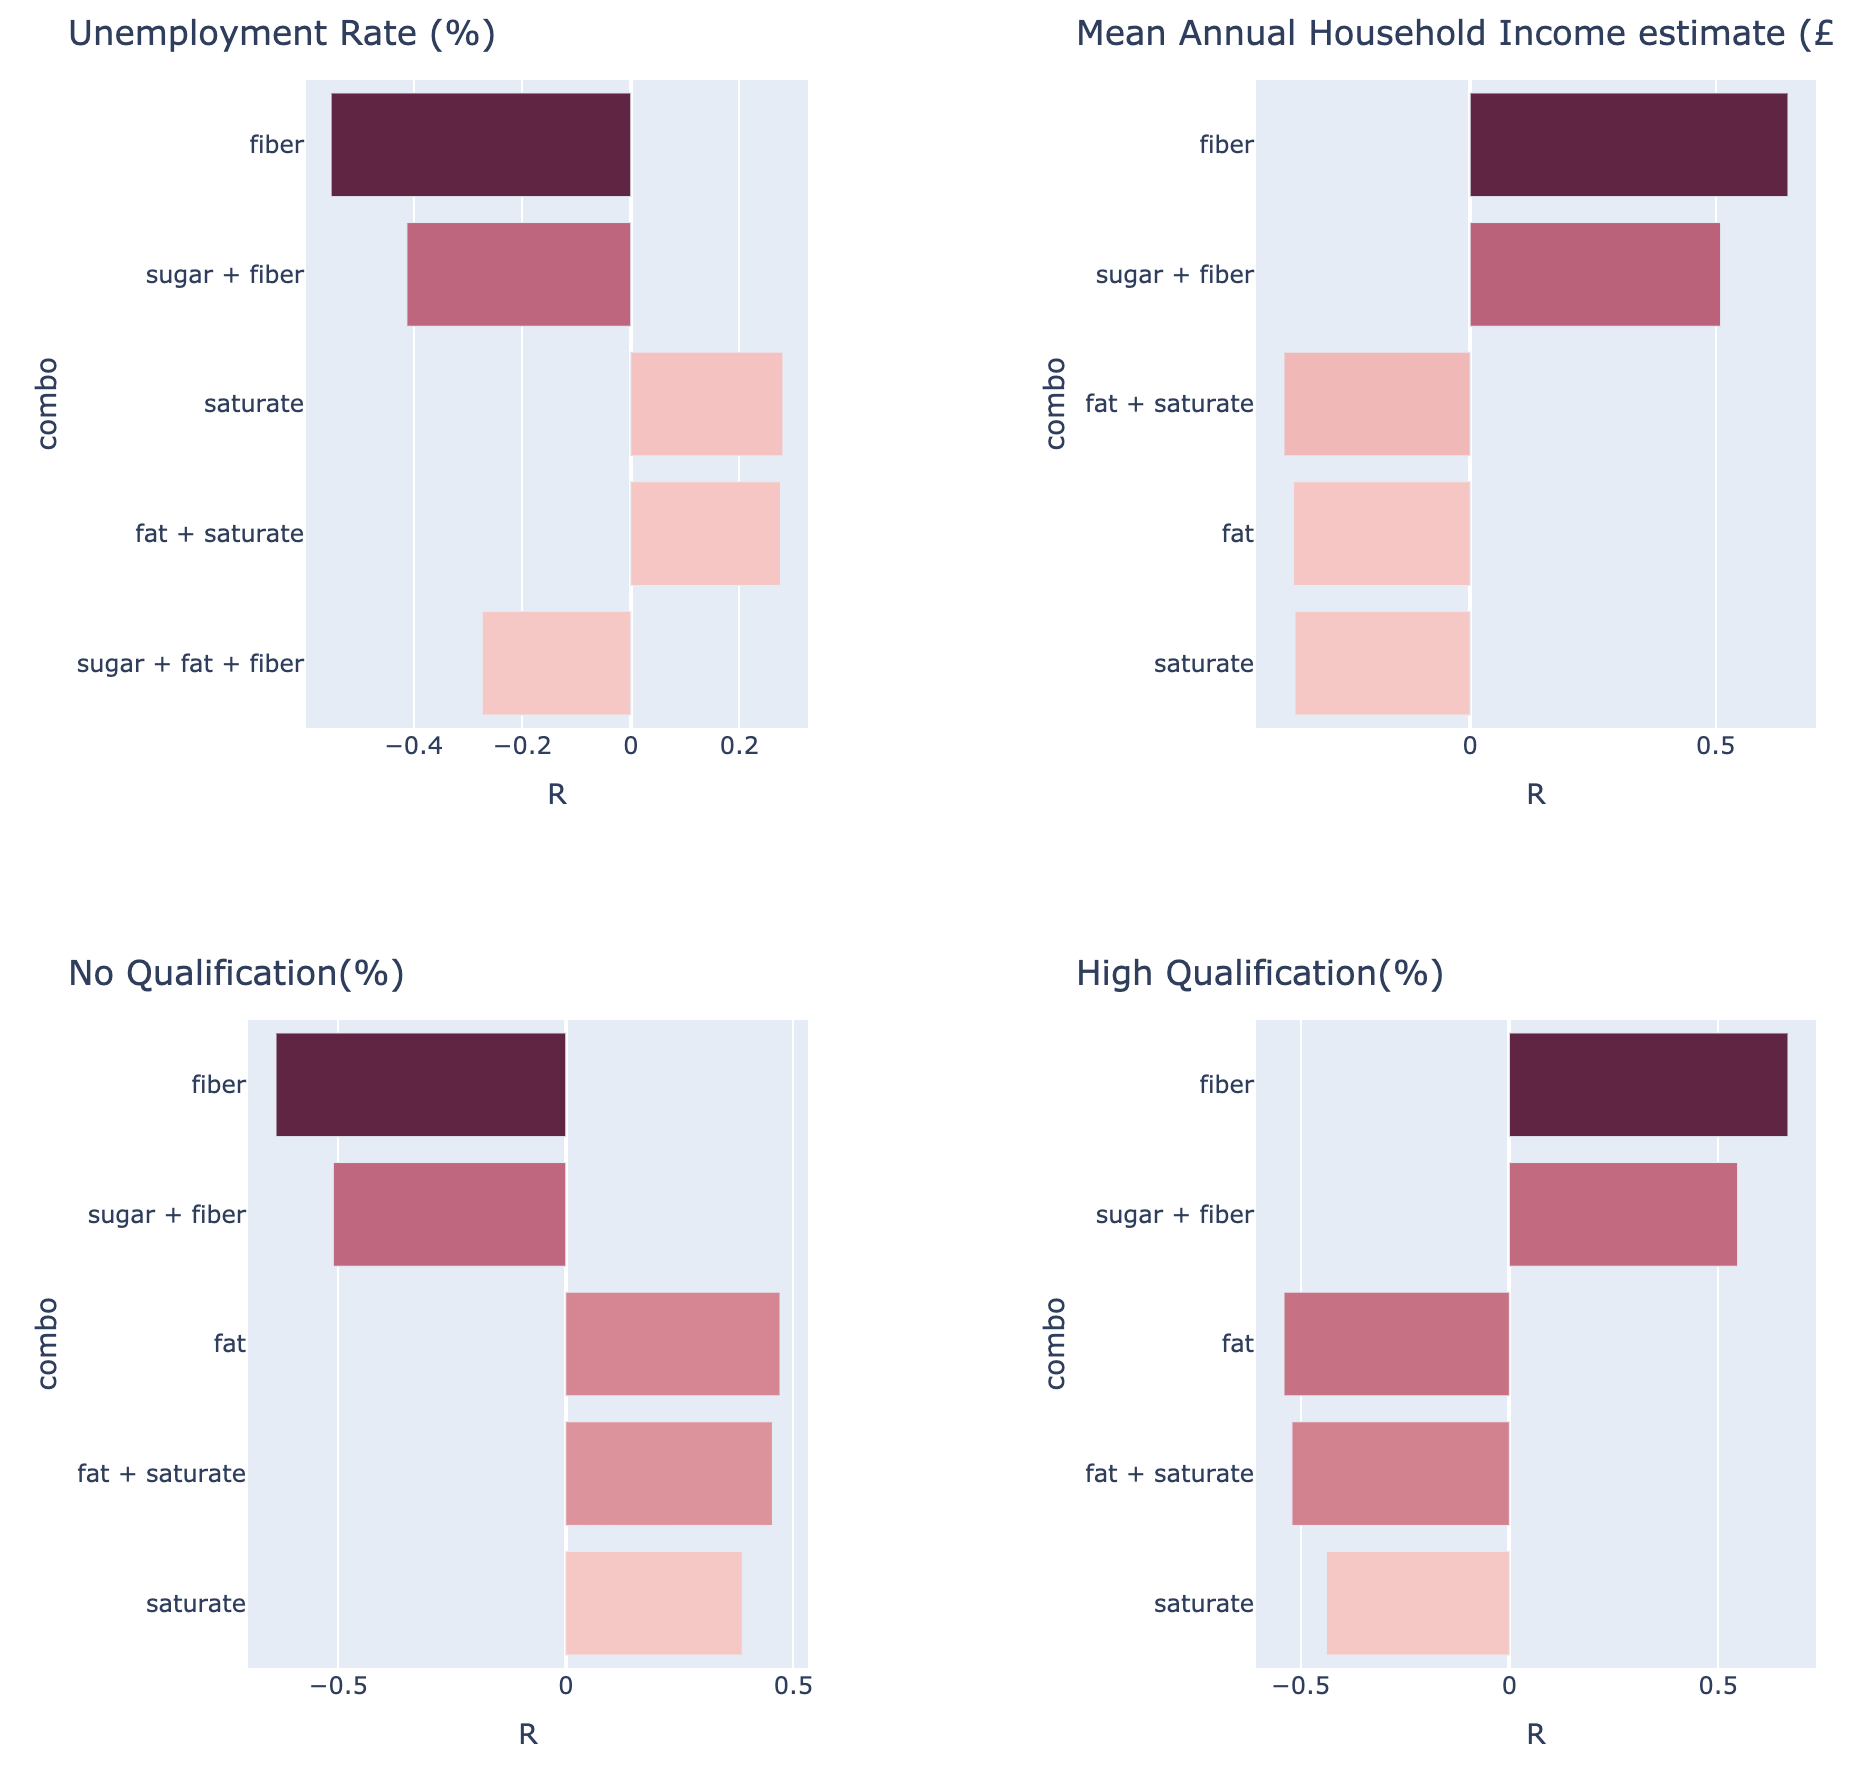 Unemployment Rate (%)
combo
fiber
sugar + fiber
saturate
fat + saturate
sugar + fat + fiber
−0.4 −0.2 0 0.2
R
Mean Annual Household Income estimate (£
combo
fiber
sugar + fiber
fat + saturate
fat
saturate
0 0.5
R
No Qualification(%)
combo
fiber
sugar + fiber
fat
fat + saturate
saturate
−0.5 0 0.5
R
High Qualification(%)
combo
fiber
sugar + fiber
fat
fat + saturate
saturate
−0.5 0 0.5
R